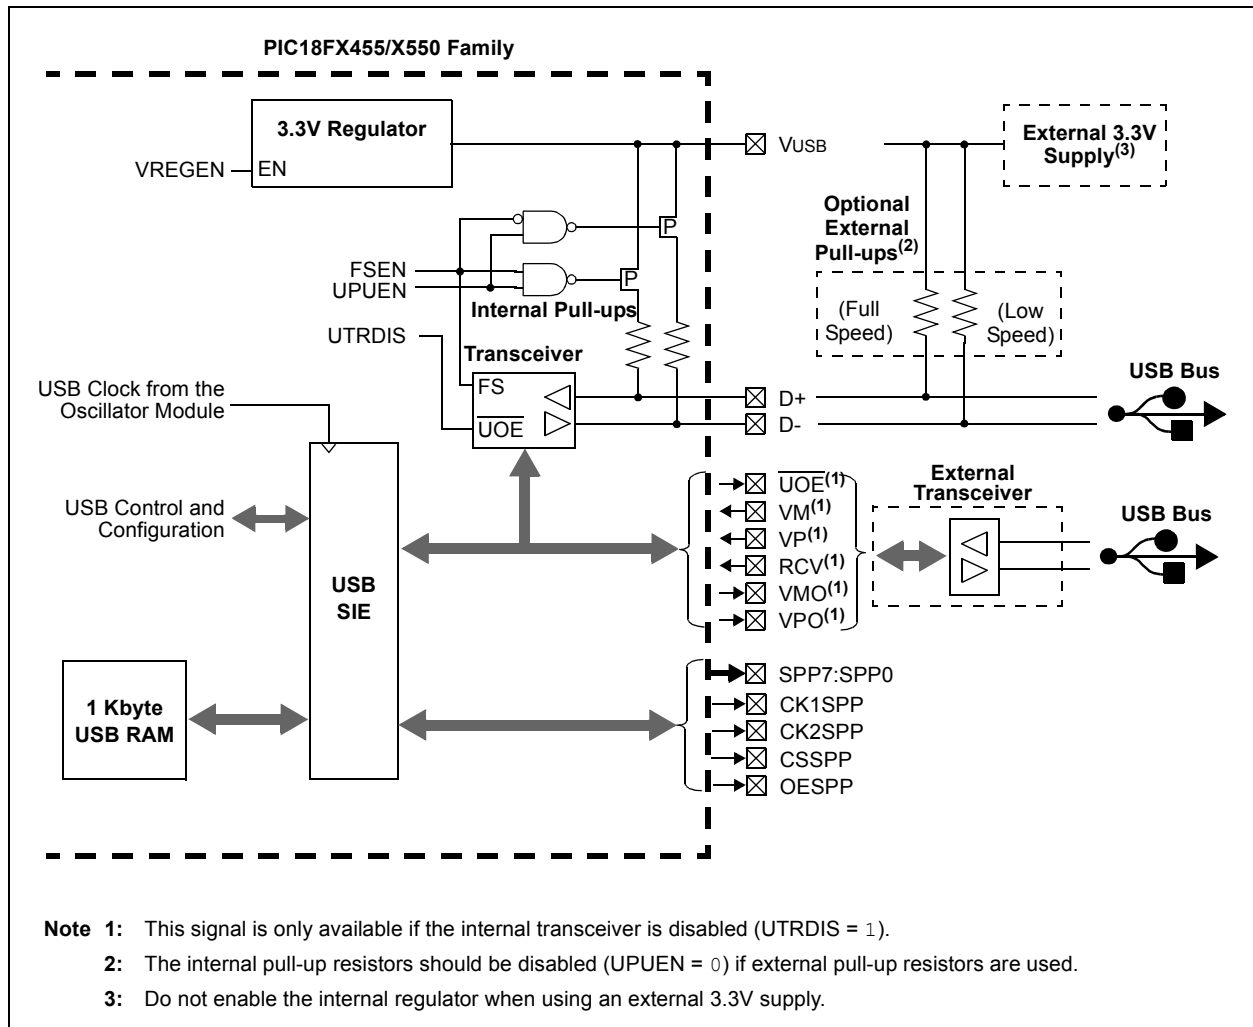 PIC18FX455/X550 Family
3.3V Regulator
EN
VREGEN
VUSB
External 3.3V
Supply(3)
Optional
External
Pull-ups(2)
P
P
FSEN
UPUEN
Internal Pull-ups
(Full
Speed)
(Low
Speed)
UTRDIS
Transceiver
FS
UOE
USB Clock from the
Oscillator Module
D+
D-
USB Bus
USB Control and
Configuration
USB
SIE
UOE(1)
VM(1)
VP(1)
RCV(1)
VMO(1)
VPO(1)
External
Transceiver
USB Bus
1 Kbyte
USB RAM
SPP7:SPP0
CK1SPP
CK2SPP
CSSPP
OESPP
Note 1: This signal is only available if the internal transceiver is disabled (UTRDIS = 1).
2: The internal pull-up resistors should be disabled (UPUEN = 0) if external pull-up resistors are used.
3: Do not enable the internal regulator when using an external 3.3V supply.